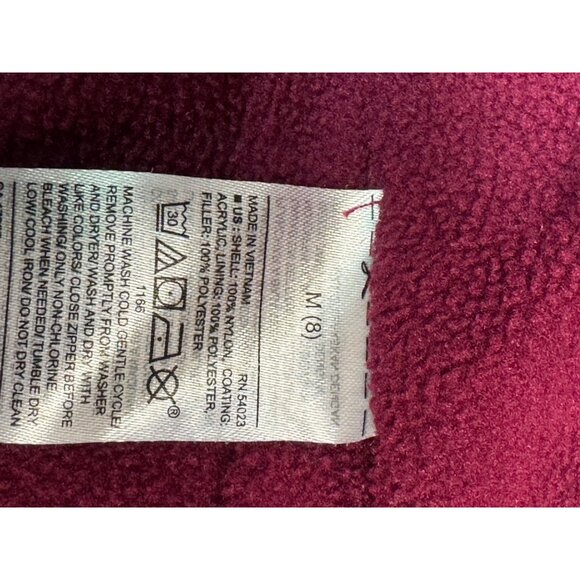 M (8)
MADE IN VIETNAM RN 54023
■ US : SHELL: 100% NYLON, COATING:
ACRYLIC, LINING: 100% POLYESTER,
FILLER: 100% POLYESTER
30
®
1166
MACHINE WASH COLD GENTLE CYCLE/
REMOVE PROMPTLY FROM WASHER
AND DRYER/ WASH AND DRY WITH
LIKE COLORS/ CLOSE ZIPPER BEFORE
WASHING/ ONLY NON-CHLORINE
BLEACH WHEN NEEDED/ TUMBLE DRY
LOW/ COOL IRON/ DO NOT DRY CLEAN